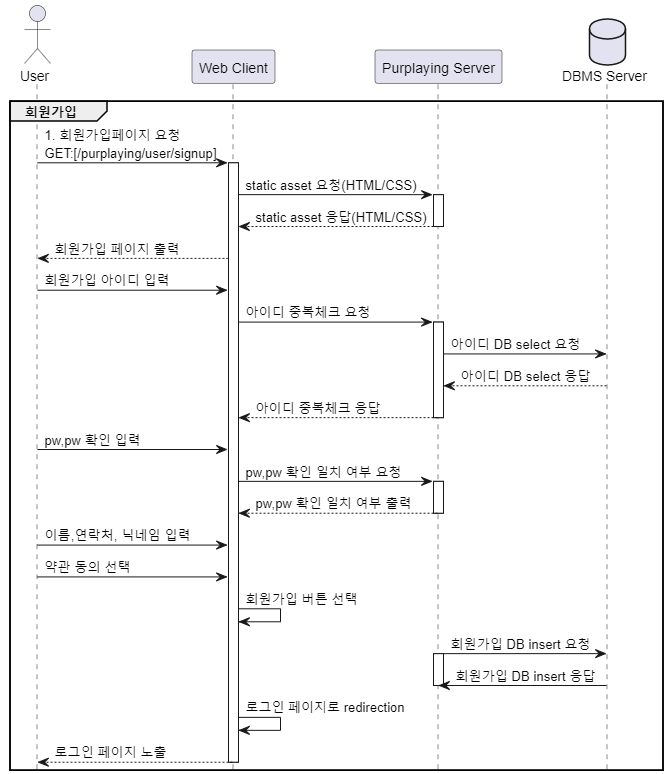 User
Web Client
Purplaying Server
DBMS Server
회원가입
1. 회원가입페이지 요청
GET:[/purplaying/user/signup]
static asset 요청(HTML/CSS)
static asset 응답(HTML/CSS)
회원가입 페이지 출력
회원가입 아이디 입력
아이디 중복체크 요청
아이디 DB select 요청
아이디 DB select 응답
아이디 중복체크 응답
pw,pw 확인 입력
pw,pw 확인 일치 여부 요청
pw,pw 확인 일치 여부 출력
이름,연락처, 닉네임 입력
약관 동의 선택
회원가입 버튼 선택
회원가입 DB insert 요청
회원가입 DB insert 응답
로그인 페이지로 redirection
로그인 페이지 노출